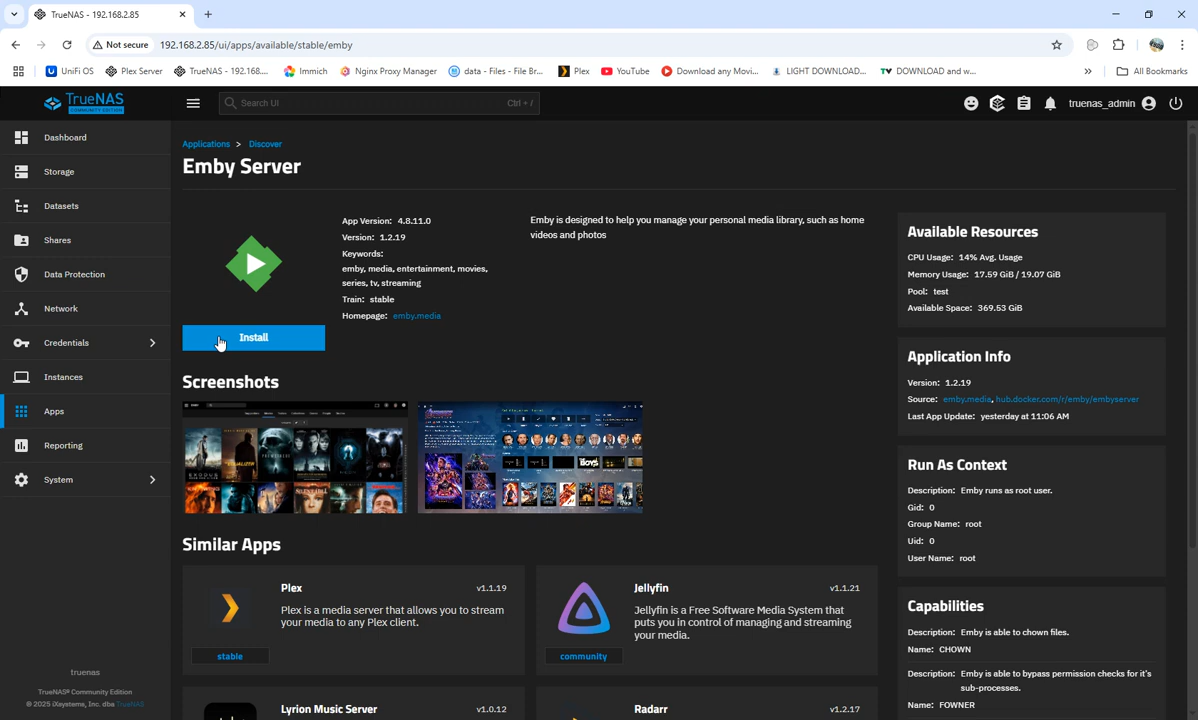 TrueNAS - 192.168.2.85
Not secure
192.168.2.85/ui/apps/available/stable/emby
UniFi OS
Plex Server
TrueNAS - 192.168....
Immich
Nginx Proxy Manager
data - Files - File Br...
Plex
YouTube
Download any Movi...
LIGHT DOWNLOAD...
DOWNLOAD and w...
All Bookmarks
TrueNAS
COMMUNITY EDITION
Search UI
Ctrl + /
truenas_admin
Dashboard
Storage
Datasets
Shares
Data Protection
Network
Credentials
Instances
Apps
Reporting
System
truenas
TrueNAS® Community Edition
© 2025 iXsystems, Inc. dba TrueNAS
Applications > Discover
Emby Server
App Version: 4.8.11.0
Version: 1.2.19
Keywords:
emby, media, entertainment, movies,
series, tv, streaming
Train: stable
Homepage: emby.media
Install
Emby is designed to help you manage your personal media library, such as home
videos and photos
Screenshots
Similar Apps
Plex
v1.1.19
Plex is a media server that allows you to stream
your media to any Plex client.
stable
Jellyfin
v1.1.21
Jellyfin is a Free Software Media System that
puts you in control of managing and streaming
your media.
community
Lyrion Music Server
v1.0.12
Radarr
v1.2.17
Available Resources
CPU Usage: 14% Avg. Usage
Memory Usage: 17.59 GiB / 19.07 GiB
Pool: test
Available Space: 369.53 GiB
Application Info
Version: 1.2.19
Source: emby.media, hub.docker.com/r/emby/embyserver
Last App Update: yesterday at 11:06 AM
Run As Context
Description: Emby runs as root user.
Gid: 0
Group Name: root
Uid: 0
User Name: root
Capabilities
Description: Emby is able to chown files.
Name: CHOWN
Description: Emby is able to bypass permission checks for it's
sub-processes.
Name: FOWNER